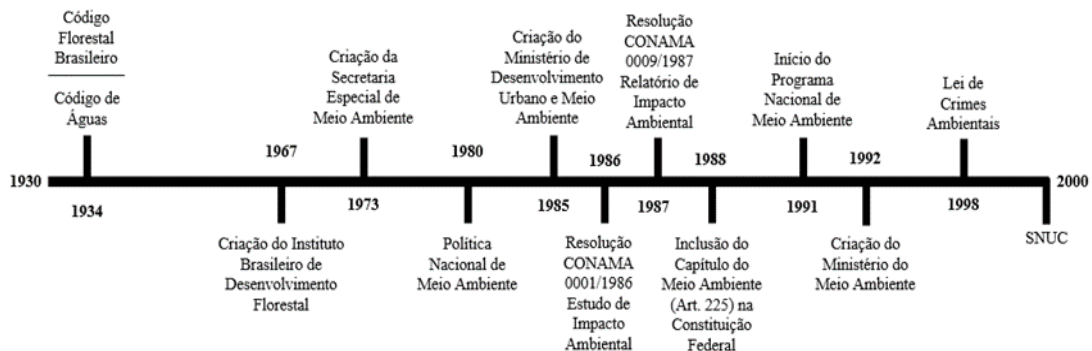 Código
Florestal
Brasileiro
Código de
Águas
Criação da
Secretaria
Especial de
Meio Ambiente
Criação do
Ministério de
Desenvolvimento
Urbano e Meio
Ambiente
Resolução
CONAMA
0009/1987
Relatório de
Impacto
Ambiental
Início do
Programa
Nacional de
Meio Ambiente
Lei de
Crimes
Ambientais
1967
1980
1986
1988
1992
1930
2000
1934
1973
1985
1987
1991
1998
Criação do Instituto
Brasileiro de
Desenvolvimento
Florestal
Política
Nacional de
Meio Ambiente
Resolução
CONAMA
0001/1986
Estudo de
Impacto
Ambiental
Inclusão do
Capítulo do
Meio Ambiente
(Art. 225) na
Constituição
Federal
Criação do
Ministério do
Meio Ambiente
SNUC